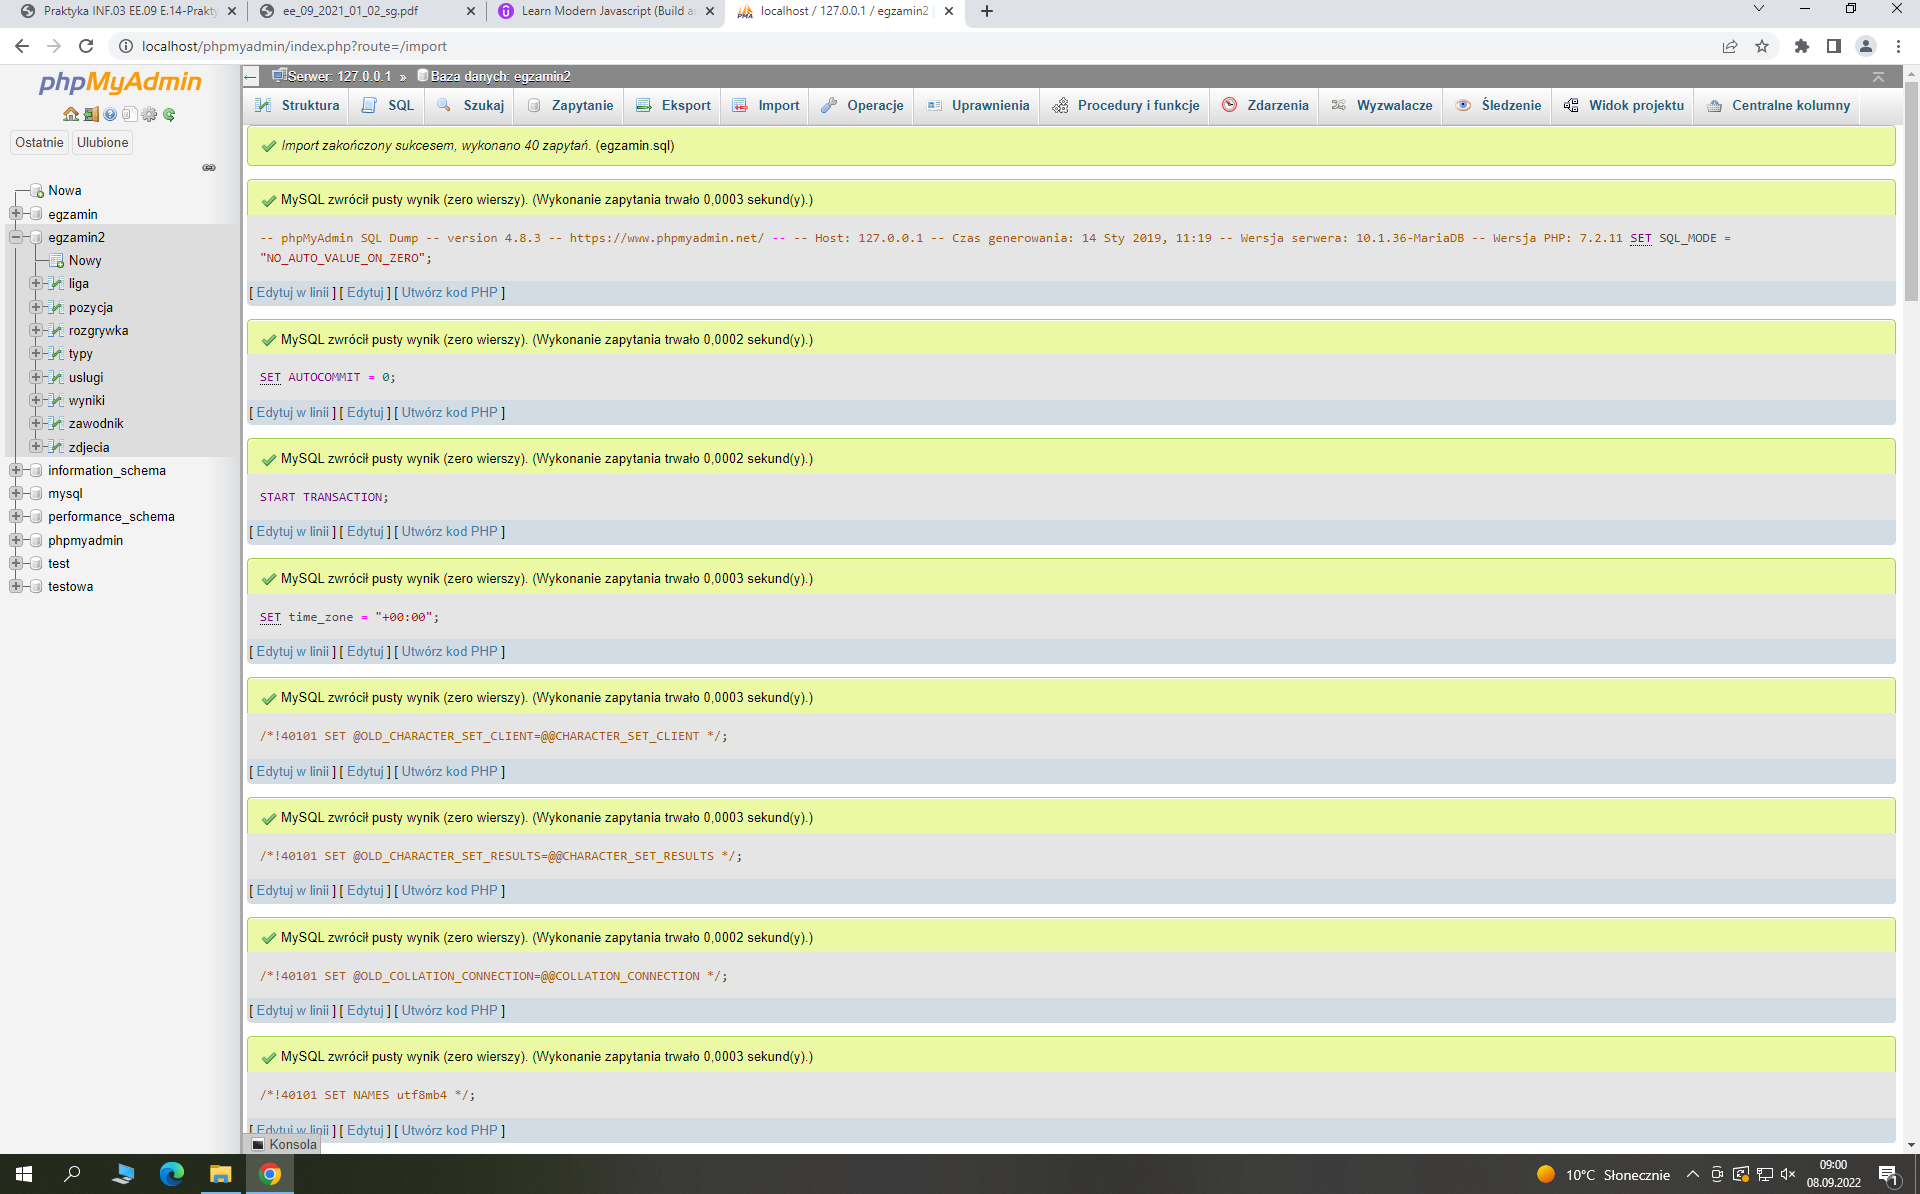 Praktyka INF.03 EE.09 E.14-Prakty
ee_09_2021_01_02_sg.pdf
Learn Modern Javascript (Build a
localhost / 127.0.0.1 / egzamin2
localhost/phpmyadmin/index.php?route=/import
phpMyAdmin
Ostatnie
Ulubione
Nowa
egzamin
egzamin2
Nowy
liga
pozycja
rozgrywka
typy
uslugi
wyniki
zawodnik
zdjecia
information_schema
mysql
performance_schema
phpmyadmin
test
testowa
Serwer: 127.0.0.1 » Baza danych: egzamin2
Struktura SQL Szukaj Zapytanie Eksport Import Operacje Uprawnienia Procedury i funkcje Zdarzenia Wyzwalacze Śledzenie Widok projektu Centralne kolumny
Import zakończony sukcesem, wykonano 40 zapytań. (egzamin.sql)
MySQL zwrócił pusty wynik (zero wierszy). (Wykonanie zapytania trwało 0,0003 sekund(y).)
-- phpMyAdmin SQL Dump -- version 4.8.3 -- https://www.phpmyadmin.net/ -- -- Host: 127.0.0.1 -- Czas generowania: 14 Sty 2019, 11:19 -- Wersja serwera: 10.1.36-MariaDB -- Wersja PHP: 7.2.11 SET SQL_MODE =
"NO_AUTO_VALUE_ON_ZERO";
[ Edytuj w linii ] [ Edytuj ] [ Utwórz kod PHP ]
MySQL zwrócił pusty wynik (zero wierszy). (Wykonanie zapytania trwało 0,0002 sekund(y).)
SET AUTOCOMMIT = 0;
[ Edytuj w linii ] [ Edytuj ] [ Utwórz kod PHP ]
MySQL zwrócił pusty wynik (zero wierszy). (Wykonanie zapytania trwało 0,0002 sekund(y).)
START TRANSACTION;
[ Edytuj w linii ] [ Edytuj ] [ Utwórz kod PHP ]
MySQL zwrócił pusty wynik (zero wierszy). (Wykonanie zapytania trwało 0,0003 sekund(y).)
SET time_zone = "+00:00";
[ Edytuj w linii ] [ Edytuj ] [ Utwórz kod PHP ]
MySQL zwrócił pusty wynik (zero wierszy). (Wykonanie zapytania trwało 0,0003 sekund(y).)
/*!40101 SET @OLD_CHARACTER_SET_CLIENT=@@CHARACTER_SET_CLIENT */;
[ Edytuj w linii ] [ Edytuj ] [ Utwórz kod PHP ]
MySQL zwrócił pusty wynik (zero wierszy). (Wykonanie zapytania trwało 0,0003 sekund(y).)
/*!40101 SET @OLD_CHARACTER_SET_RESULTS=@@CHARACTER_SET_RESULTS */;
[ Edytuj w linii ] [ Edytuj ] [ Utwórz kod PHP ]
MySQL zwrócił pusty wynik (zero wierszy). (Wykonanie zapytania trwało 0,0002 sekund(y).)
/*!40101 SET @OLD_COLLATION_CONNECTION=@@COLLATION_CONNECTION */;
[ Edytuj w linii ] [ Edytuj ] [ Utwórz kod PHP ]
MySQL zwrócił pusty wynik (zero wierszy). (Wykonanie zapytania trwało 0,0003 sekund(y).)
/*!40101 SET NAMES utf8mb4 */;
[ Edytuj w linii ] [ Edytuj ] [ Utwórz kod PHP ]
Konsola
10°C Słonecznie
09:00
08.09.2022
1